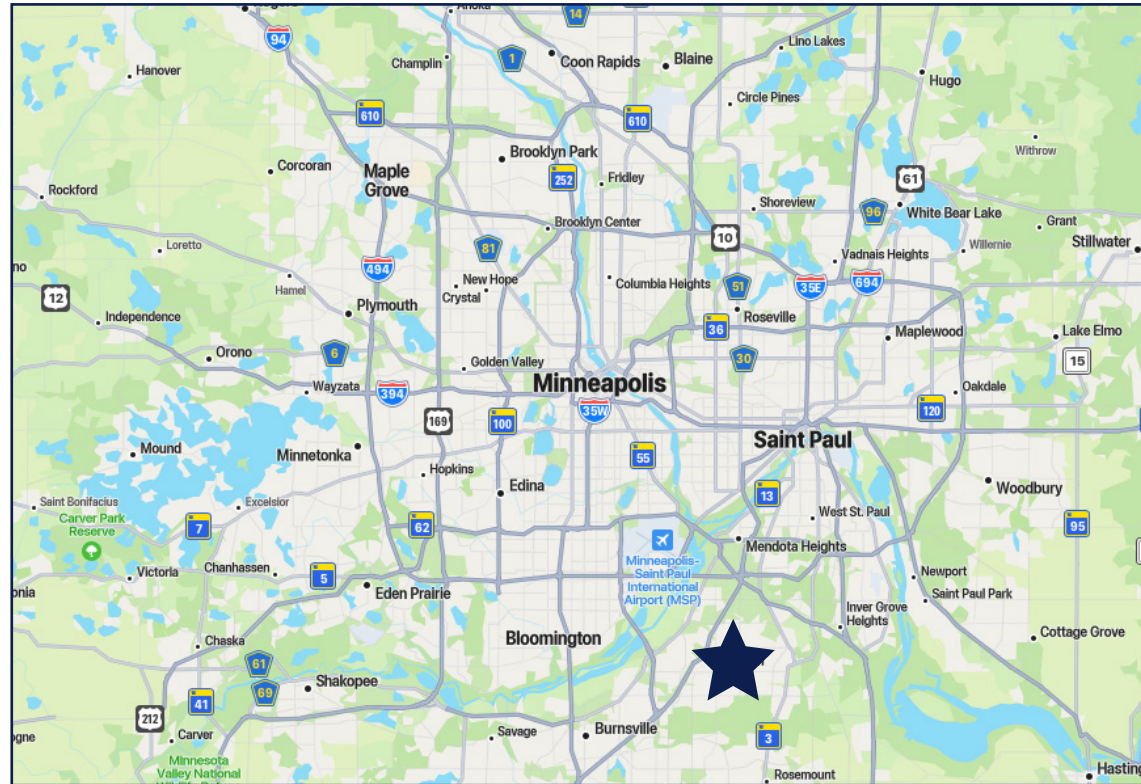 Anoka
14
94
Hanover
Champlin
1
Coon Rapids
Blaine
Lino Lakes
Hugo
Circle Pines
610
610
Withrow
Corcoran
Maple
Grove
Brooklyn Park
252
Fridley
61
Rockford
Shoreview
96
White Bear Lake
Brooklyn Center
10
Grant
Loretto
81
Vadnais Heights
Willernie
Stillwater
494
New Hope
Columbia Heights
51
35E
694
12
Hamel
Crystal
Independence
Plymouth
36
Roseville
Maplewood
Lake Elmo
Orono
6
Golden Valley
30
15
Wayzata
394
Minneapolis
Oakdale
169
100
35W
120
Mound
Minnetonka
55
Saint Paul
Hopkins
Edina
13
Woodbury
Saint Bonifacius
Excelsior
West St. Paul
Carver Park
Reserve
7
62
95
Mendota Heights
Minneapolis-
Saint Paul
International
Airport (MSP)
Victoria
Chanhassen
5
Eden Prairie
Newport
Saint Paul Park
Inver Grove
Heights
Chaska
Bloomington
Cottage Grove
61
69
Shakopee
41
212
Carver
Savage
Burnsville
3
Minnesota
Valley National
Rosemount